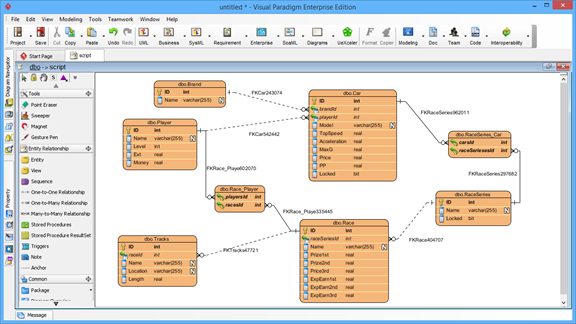 untitled * - Visual Paradigm Enterprise Edition
File Edit View Modeling Tools Teamwork Window Help
Project Save Cut Copy Paste Undo Redo UML Business SysML Requirement Enterprise SoaML Diagrams UeXceler Format Copier Modeling Doc Team Code Interoperability
Start Page script
dbo -> script
Diagram Navigator
Property
Tools
Point Eraser
Sweeper
Magnet
Gesture Pen
Entity Relationship
Entity
View
Sequence
One-to-One Relationship
One-to-Many Relationship
Many-to-Many Relationship
Stored Procedures
Stored Procedure ResultSet
Triggers
Note
Anchor
Common
Package
dbo.Brand
ID int
Name varchar(255) N
FKCar243074
dbo.Player
ID int
Name varchar(255) N
Level int
Ext real
Money real
FKCar542442
dbo.Car
ID int
brandId int
playerId int
Model varchar(255) N
TopSpeed real
Acceleration real
MaxG real
Price real
PP real
Locked bit
FKRaceSeries962011
dbo.RaceSeries_Car
carsId int
raceSeriesesId int
FKRaceSeries297682
FKRace_Playe602070
dbo.Race_Player
playersId int
racesId int
FKRace_Playe335445
dbo.RaceSeries
ID int
Name varchar(255) N
Locked bit
FKRace404707
dbo.Race
ID int
raceSeriesId int
Name varchar(255) N
Prize1st real
Prize2nd real
Prize3rd real
ExpEarn1st real
ExpEarn2nd real
ExpEarn3rd real
dbo.Tracks
ID int
raceId int
Name varchar(255) N
Location varchar(255) N
Length real
FKTracks47721
Message